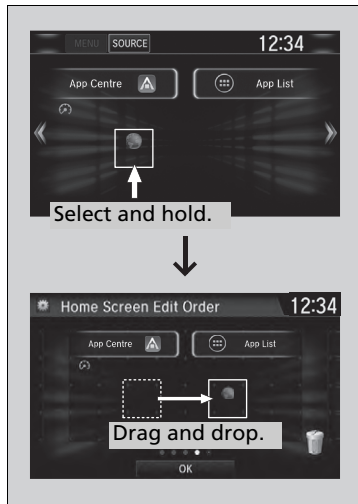 MENU SOURCE 12:34
App Centre App List
Select and hold.
Home Screen Edit Order 12:34
App Centre App List
Drag and drop.
OK